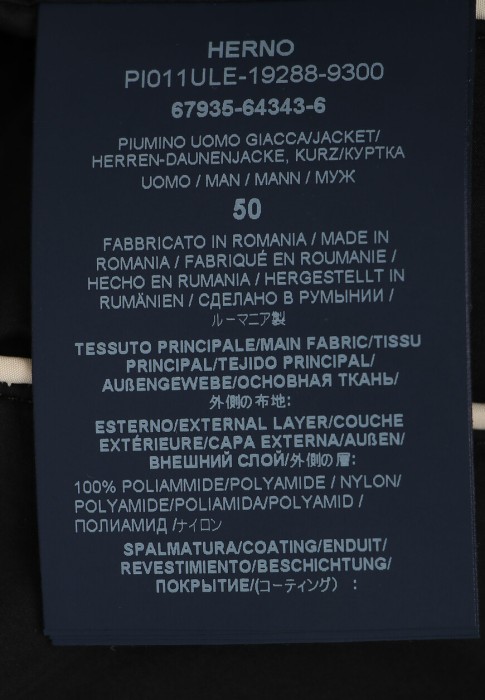 HERNO
PI011ULE-19288-9300
67935-64343-6
PIUMINO UOMO GIACCA/JACKET/
HERREN-DAUNENJACKE, KURZ/КУРТКА
UOMO / MAN / MANN / МУЖ
50
FABBRICATO IN ROMANIA / MADE IN
ROMANIA / FABRIQUÉ EN ROUMANIE /
HECHO EN RUMANIA / HERGESTELLT IN
RUMÄNIEN / СДЕЛАНО В РУМЫНИИ /
ルーマニア製
TESSUTO PRINCIPALE/MAIN FABRIC/TISSU
PRINCIPAL/TEJIDO PRINCIPAL/
AUßENGEWEBE/ОСНОВНАЯ ТКАНЬ/
外側の布地:
ESTERNO/EXTERNAL LAYER/COUCHE
EXTÉRIEURE/CAPA EXTERNA/AUßEN/
ВНЕШНИЙ СЛОЙ/外側の層:
100% POLIAMMIDE/POLYAMIDE / NYLON/
POLYAMIDE/POLIAMIDA/POLYAMID /
ПОЛИАМИД /ナイロン
SPALMATURA/COATING/ENDUIT/
REVESTIMIENTO/BESCHICHTUNG/
ПОКРЫТИЕ/(コーティング） :